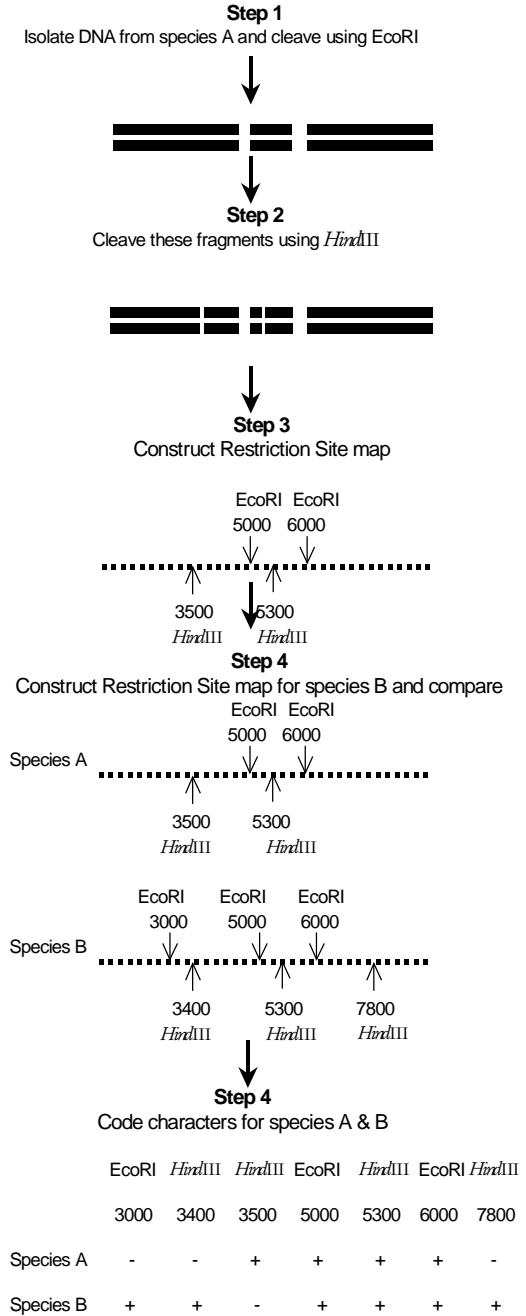 Step 1
Isolate DNA from species A and cleave using EcoRI
Step 2
Cleave these fragments using HindIII
Step 3
Construct Restriction Site map
EcoRI EcoRI
5000 6000
3500 5300
HindIII HindIII
Step 4
Construct Restriction Site map for species B and compare
EcoRI EcoRI
5000 6000
Species A
3500 5300
HindIII HindIII
EcoRI EcoRI EcoRI
3000 5000 6000
Species B
3400 5300 7800
HindIII HindIII HindIII
Step 4
Code characters for species A & B
EcoRI HindIII HindIII EcoRI HindIII EcoRI HindIII
3000 3400 3500 5000 5300 6000 7800
Species A - - + + + + -
Species B + + - + + + +